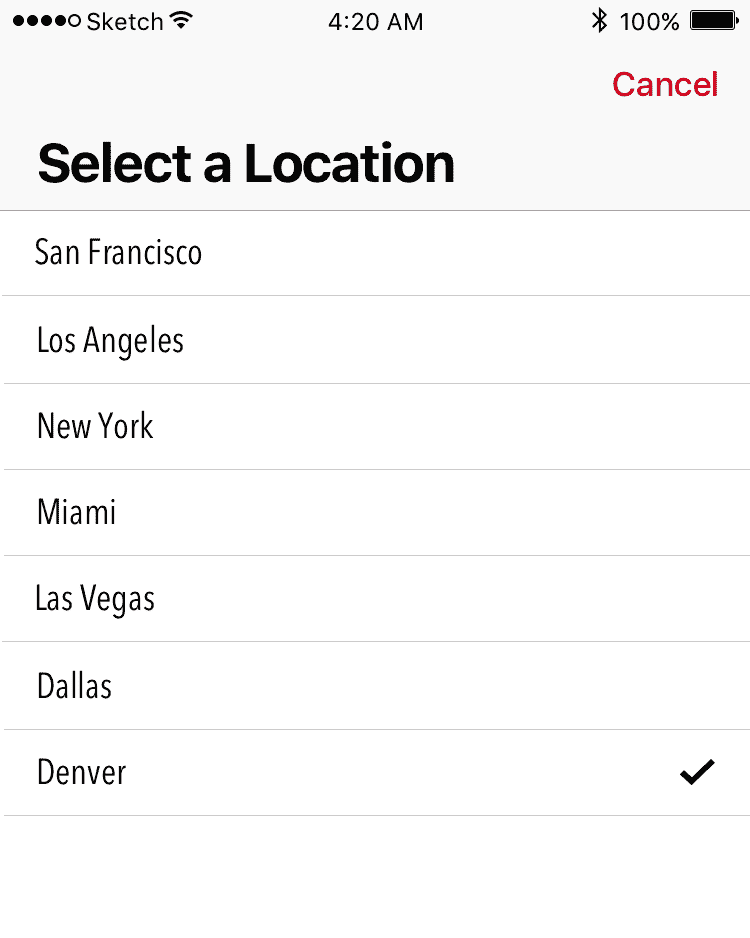 Sketch 4:20 AM 100%
Cancel
Select a Location
San Francisco
Los Angeles
New York
Miami
Las Vegas
Dallas
Denver